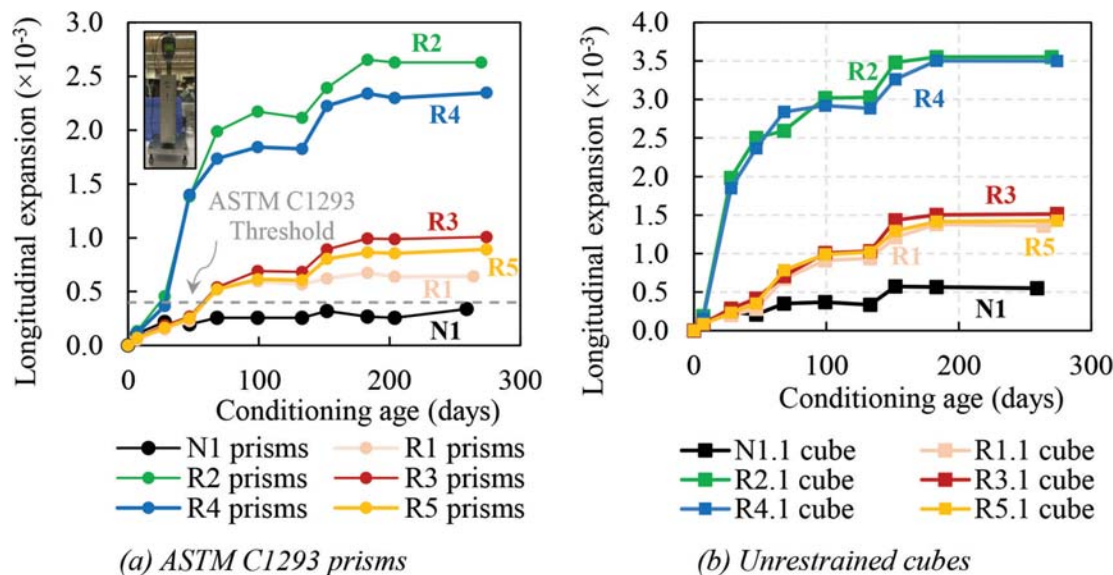 Longitudinal expansion (×10⁻³)
3.0
2.5
2.0
1.5
1.0
0.5
0.0
R2
R4
ASTM C1293
Threshold
R3
R5
R1
N1
0 100 200 300
Conditioning age (days)
N1 prisms R1 prisms
R2 prisms R3 prisms
R4 prisms R5 prisms
(a) ASTM C1293 prisms
Longitudinal expansion (×10⁻³)
4.0
3.5
3.0
2.5
2.0
1.5
1.0
0.5
0.0
R2
R4
R3
R1
R5
N1
0 100 200 300
Conditioning age (days)
N1.1 cube R1.1 cube
R2.1 cube R3.1 cube
R4.1 cube R5.1 cube
(b) Unrestrained cubes